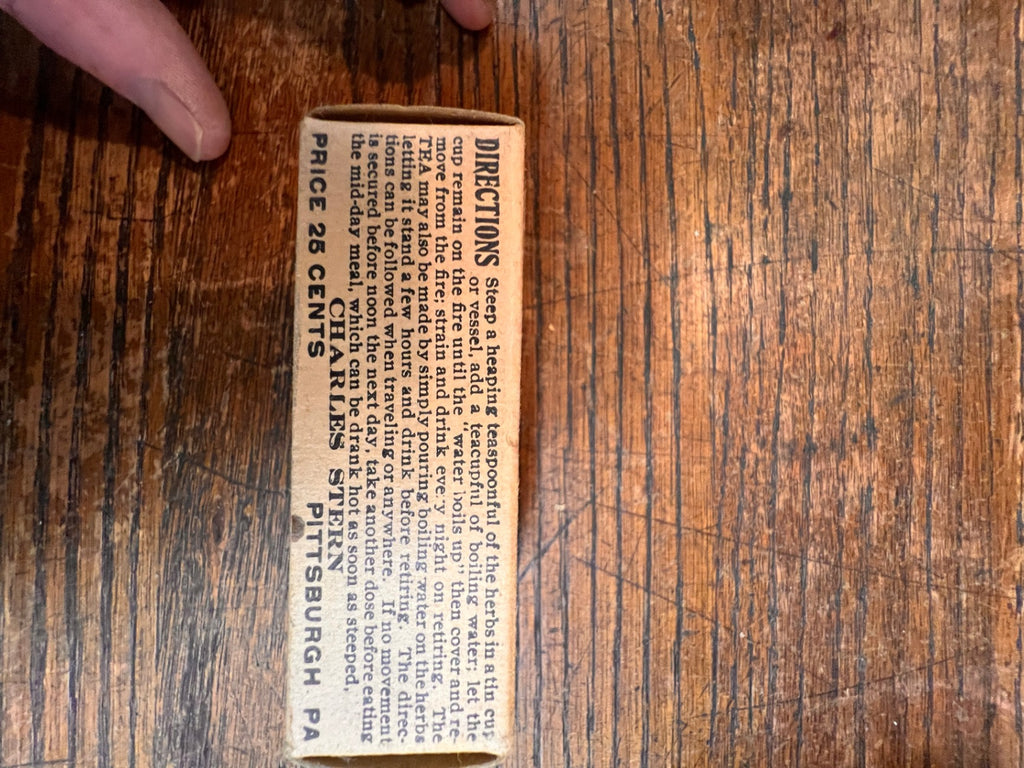 DIRECTIONS Steep a heaping teaspoonful of the herbs in a tin cup
or vessel, add a teacupful of boiling water; let the
cup remain on the fire until the "water boils up" then cover and re-
move from the fire; strain and drink every night on retiring. The
TEA may also be made by simply pouring boiling water on the herbs
letting it stand a few hours and drink before retiring. The direc-
tions can be followed when traveling or anywhere If no movement
is secured before noon the next day, take another dose before eating
the mid-day meal, which can be drank hot as soon as steeped,
CHARLES STERN
PRICE 25 CENTS PITTSBURGH PA